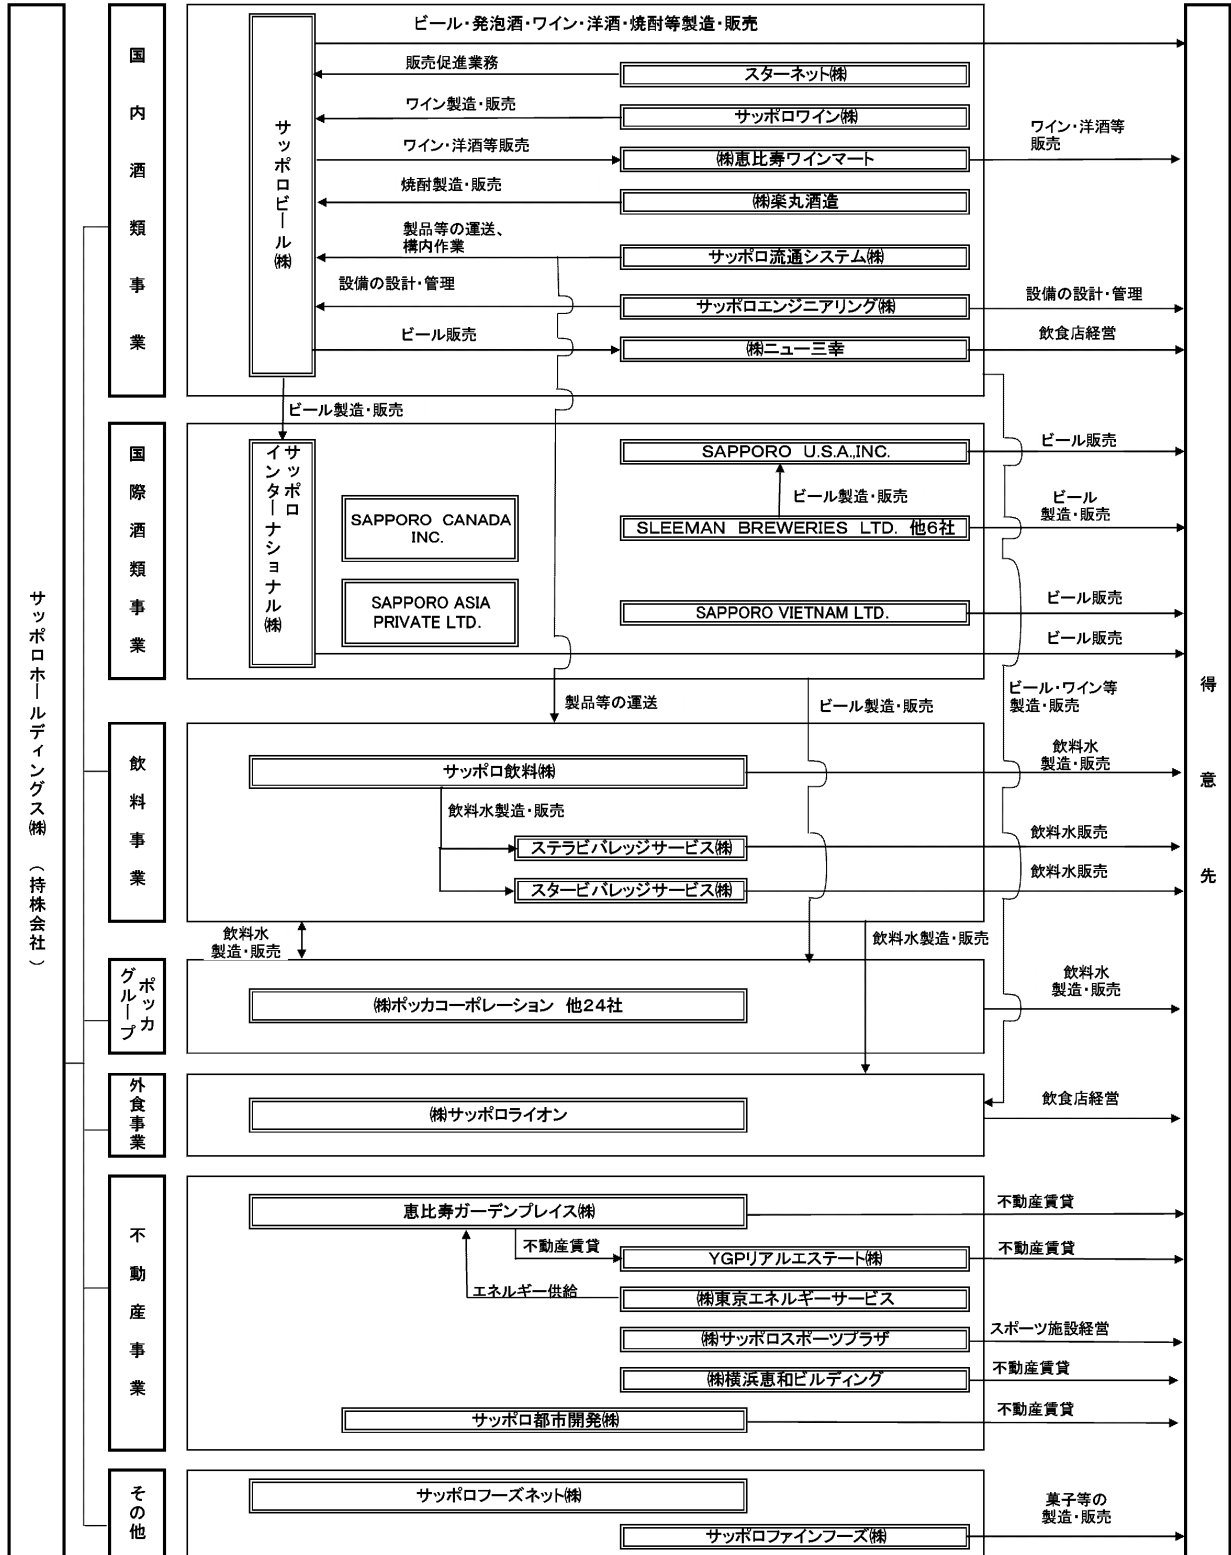 サッポロホールディングス㈱ （持株会社）
国内酒類事業
サッポロビール㈱
ビール・発泡酒・ワイン・洋酒・焼酎等製造・販売
販売促進業務
スターネット㈱
ワイン製造・販売
サッポロワイン㈱
ワイン・洋酒等販売
㈱恵比寿ワインマート
ワイン・洋酒等
販売
焼酎製造・販売
㈱楽丸酒造
製品等の運送、
構内作業
サッポロ流通システム㈱
設備の設計・管理
サッポロエンジニアリング㈱
設備の設計・管理
ビール販売
㈱ニュー三幸
飲食店経営
ビール製造・販売
国際酒類事業
サッポロ
インターナショナル㈱
SAPPORO CANADA
INC.
SAPPORO ASIA
PRIVATE LTD.
SAPPORO U.S.A.,INC.
ビール販売
ビール製造・販売
SLEEMAN BREWERIES LTD. 他6社
ビール
製造・販売
SAPPORO VIETNAM LTD.
ビール販売
ビール販売
製品等の運送
ビール製造・販売
ビール・ワイン等
製造・販売
得意先
飲料事業
サッポロ飲料㈱
飲料水
製造・販売
飲料水製造・販売
ステラビバレッジサービス㈱
飲料水販売
スタービバレッジサービス㈱
飲料水販売
飲料水
製造・販売
飲料水製造・販売
ポッカ
グループ
㈱ポッカコーポレーション 他24社
飲料水
製造・販売
外食事業
㈱サッポロライオン
飲食店経営
不動産事業
恵比寿ガーデンプレイス㈱
不動産賃貸
不動産賃貸
YGPリアルエステート㈱
不動産賃貸
エネルギー供給
㈱東京エネルギーサービス
㈱サッポロスポーツプラザ
スポーツ施設経営
㈱横浜恵和ビルディング
不動産賃貸
サッポロ都市開発㈱
不動産賃貸
その他
サッポロフーズネット㈱
サッポロファインフーズ㈱
菓子等の
製造・販売